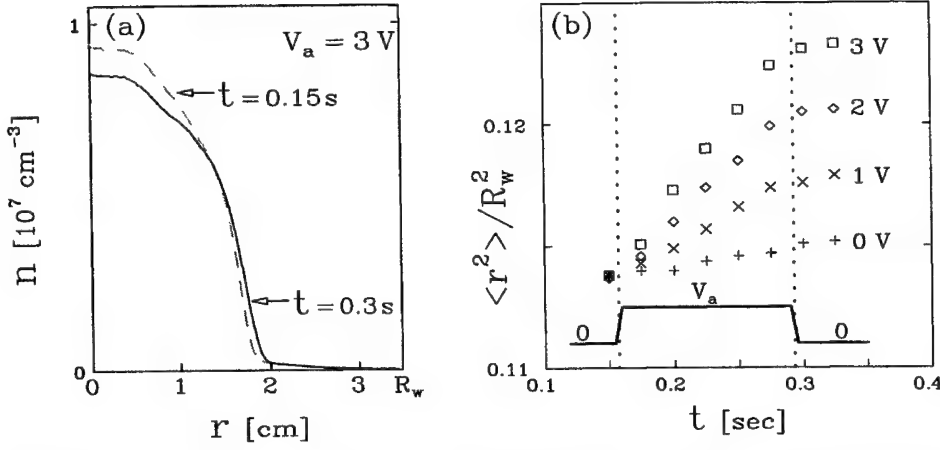 (a)
V_a = 3 V
t = 0.15 s
t = 0.3 s
n [10^7 cm^-3]
1
0
0 1 2 3 R_w
r [cm]
(b)
3 V
2 V
1 V
0 V
V_a
0 0
<r^2>/R_w^2
0.12
0.11
0.1 0.2 0.3 0.4
t [sec]